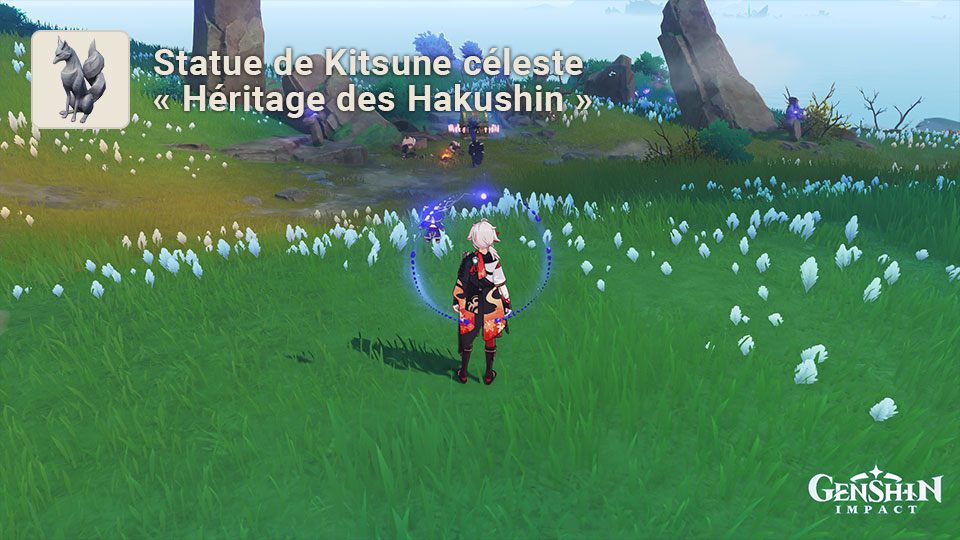 Statue de Kitsune céleste
« Héritage des Hakushin »
GENSHIN
IMPACT